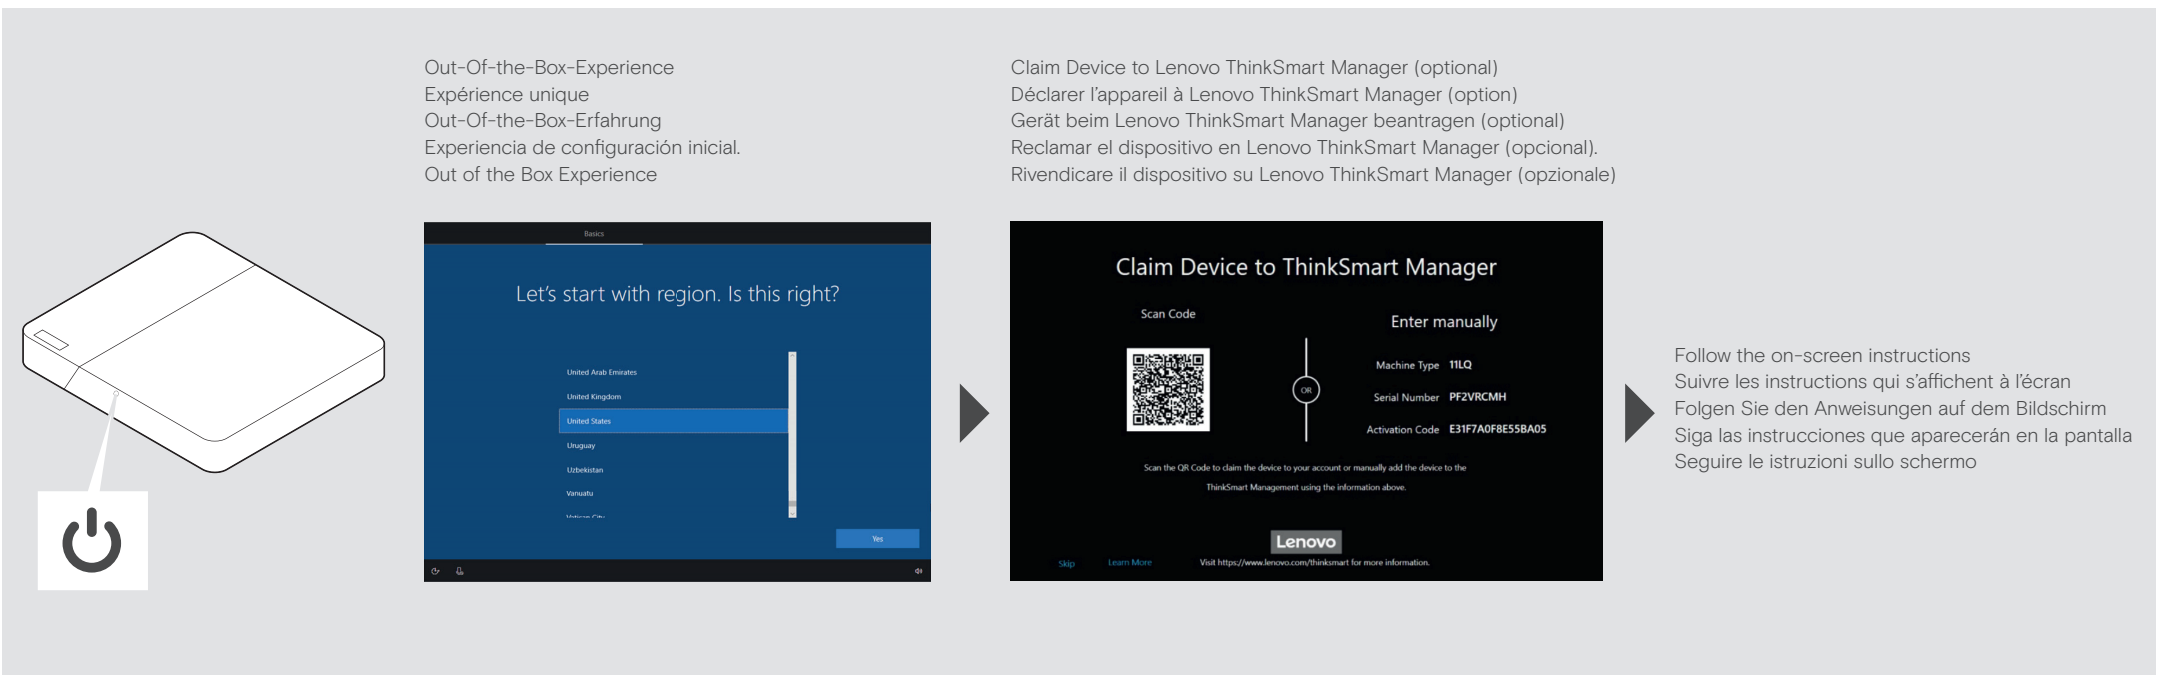 Out-Of-the-Box-Experience
Expérience unique
Out-Of-the-Box-Erfahrung
Experiencia de configuración inicial.
Out of the Box Experience
Basics
Let's start with region. Is this right?
United Arab Emirates
United Kingdom
United States
Uruguay
Uzbekistan
Vanuatu
Vatican City
Yes
Claim Device to Lenovo ThinkSmart Manager (optional)
Déclarer l'appareil à Lenovo ThinkSmart Manager (option)
Gerät beim Lenovo ThinkSmart Manager beantragen (optional)
Reclamar el dispositivo en Lenovo ThinkSmart Manager (opcional).
Rivendicare il dispositivo su Lenovo ThinkSmart Manager (opzionale)
Claim Device to ThinkSmart Manager
Scan Code
OR
Enter manually
Machine Type 11LQ
Serial Number PF2VRCMH
Activation Code E31F7A0F8E55BA05
Scan the QR Code to claim the device to your account or manually add the device to the
ThinkSmart Management using the information above.
Lenovo
Skip
Learn More
Visit https://www.lenovo.com/thinksmart for more information.
Follow the on-screen instructions
Suivre les instructions qui s'affichent à l'écran
Folgen Sie den Anweisungen auf dem Bildschirm
Siga las instrucciones que aparecerán en la pantalla
Seguire le istruzioni sullo schermo